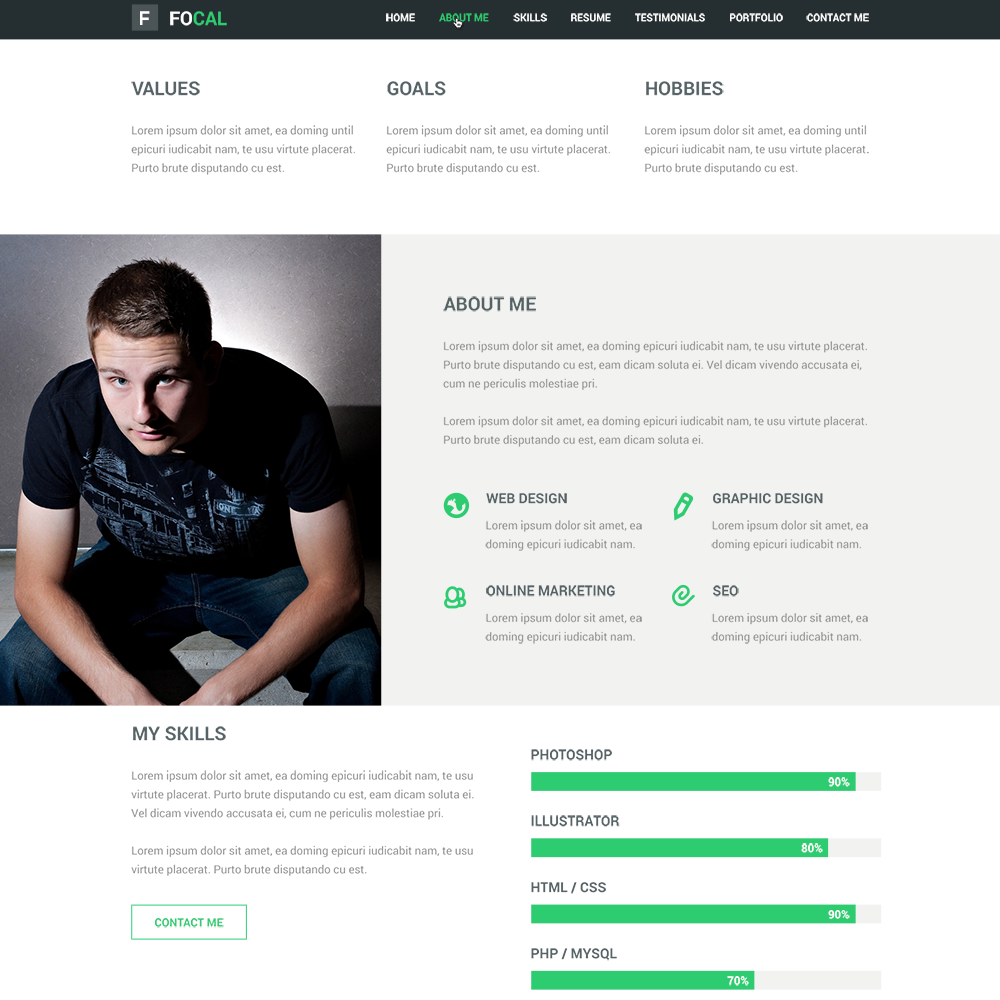 F FOCAL HOME ABOUT ME SKILLS RESUME TESTIMONIALS PORTFOLIO CONTACT ME
VALUES
Lorem ipsum dolor sit amet, ea doming until
epicuri iudicabit nam, te usu virtute placerat.
Purto brute disputando cu est.
GOALS
Lorem ipsum dolor sit amet, ea doming until
epicuri iudicabit nam, te usu virtute placerat.
Purto brute disputando cu est.
HOBBIES
Lorem ipsum dolor sit amet, ea doming until
epicuri iudicabit nam, te usu virtute placerat.
Purto brute disputando cu est.
ABOUT ME
Lorem ipsum dolor sit amet, ea doming epicuri iudicabit nam, te usu virtute placerat.
Purto brute disputando cu est, eam dicam soluta ei. Vel dicam vivendo accusata ei,
cum ne periculis molestiae pri.
Lorem ipsum dolor sit amet, ea doming epicuri iudicabit nam, te usu virtute placerat.
Purto brute disputando cu est, eam dicam soluta ei.
WEB DESIGN
Lorem ipsum dolor sit amet, ea
doming epicuri iudicabit nam.
GRAPHIC DESIGN
Lorem ipsum dolor sit amet, ea
doming epicuri iudicabit nam.
ONLINE MARKETING
Lorem ipsum dolor sit amet, ea
doming epicuri iudicabit nam.
SEO
Lorem ipsum dolor sit amet, ea
doming epicuri iudicabit nam.
MY SKILLS
Lorem ipsum dolor sit amet, ea doming epicuri iudicabit nam, te usu
virtute placerat. Purto brute disputando cu est, eam dicam soluta ei.
Vel dicam vivendo accusata ei, cum ne periculis molestiae pri.
Lorem ipsum dolor sit amet, ea doming epicuri iudicabit nam, te usu
virtute placerat. Purto brute disputando cu est.
CONTACT ME
PHOTOSHOP
90%
ILLUSTRATOR
80%
HTML / CSS
90%
PHP / MYSQL
70%